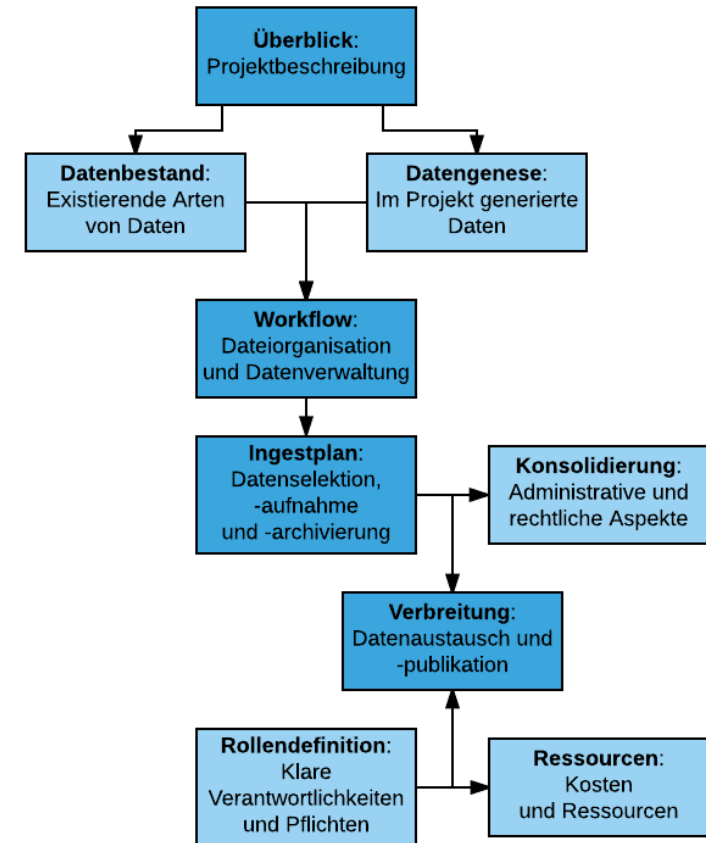 Überblick:
Projektbeschreibung
Datenbestand:
Existierende Arten
von Daten
Datengenese:
Im Projekt generierte
Daten
Workflow:
Dateiorganisation
und Datenverwaltung
Ingestplan:
Datenselektion,
-aufnahme
und -archivierung
Konsolidierung:
Administrative und
rechtliche Aspekte
Verbreitung:
Datenaustausch und
-publikation
Rollendefinition:
Klare
Verantwortlichkeiten
und Pflichten
Ressourcen:
Kosten
und Ressourcen